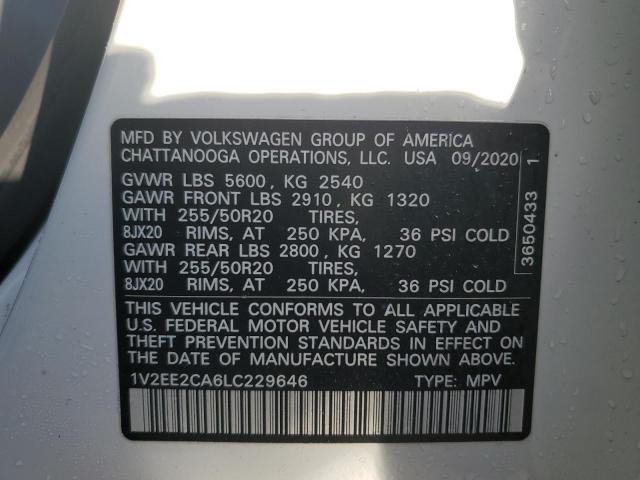 MFD BY VOLKSWAGEN GROUP OF AMERICA
CHATTANOOGA OPERATIONS, LLC. USA 09/2020
GVWR LBS 5600, KG 2540
GAWR FRONT LBS 2910, KG 1320
WITH 255/50R20 TIRES,
8JX20 RIMS, AT 250 KPA, 36 PSI COLD
GAWR REAR LBS 2800, KG 1270
WITH 255/50R20 TIRES,
8JX20 RIMS, AT 250 KPA, 36 PSI COLD
THIS VEHICLE CONFORMS TO ALL APPLICABLE
U.S. FEDERAL MOTOR VEHICLE SAFETY AND
THEFT PREVENTION STANDARDS IN EFFECT ON
THE DATE OF MANUFACTURE SHOWN ABOVE.
1V2EE2CA6LC229646 TYPE: MPV
3650433 1